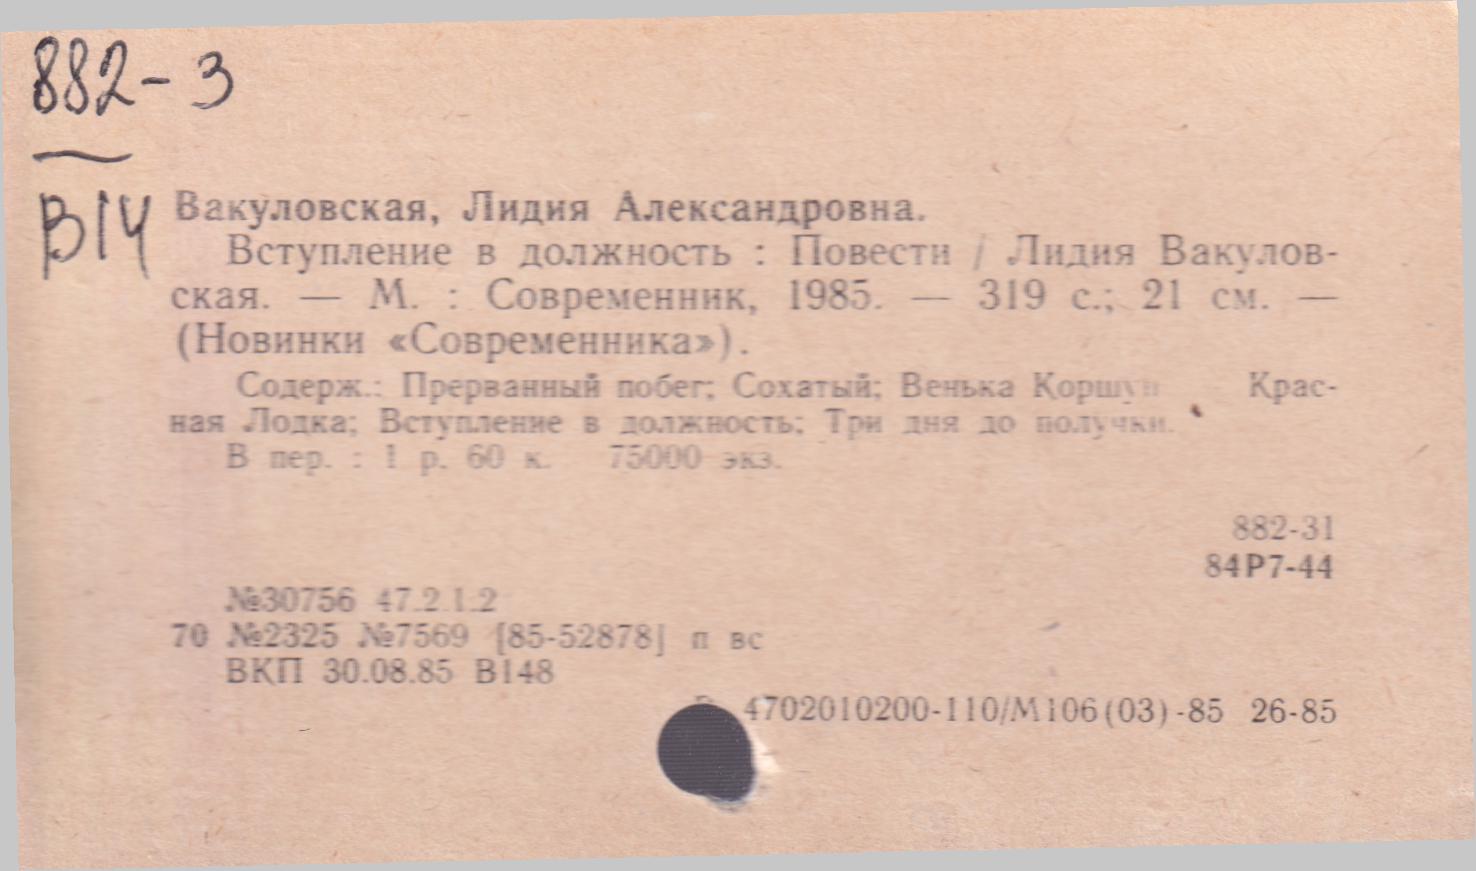 882-3
В14
Вакуловская, Лидия Александровна.
Вступление в должность : Повести / Лидия Вакулов-
ская. — М. : Современник, 1985. — 319 с.; 21 см. —
(Новинки «Современника»).
Содерж.: Прерванный побег; Сохатый; Венька Коршун Крас-
ная Лодка; Вступление в должность; Три дня до получки.
В пер. : 1 р. 60 к. 75000 экз.
882-31
84Р7-44
№30756 47.2.1.2
70 №2325 №7569 [85-52878] п вс
ВКП 30.08.85 В148
4702010200-110/М106(03)-85 26-85